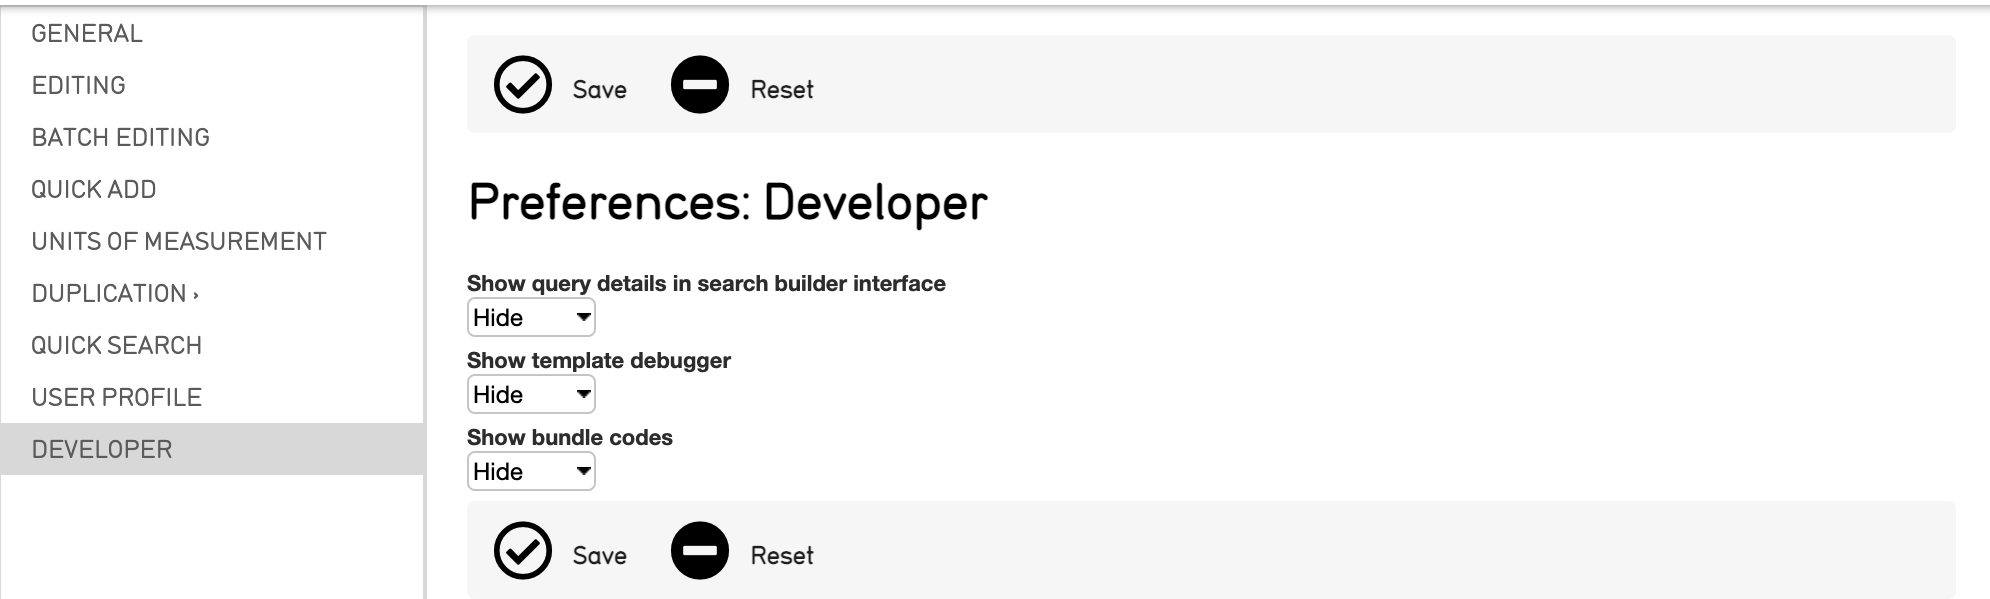 GENERAL
EDITING
BATCH EDITING
QUICK ADD
UNITS OF MEASUREMENT
DUPLICATION ›
QUICK SEARCH
USER PROFILE
DEVELOPER
Save Reset
Preferences: Developer
Show query details in search builder interface
Hide
Show template debugger
Hide
Show bundle codes
Hide
Save Reset